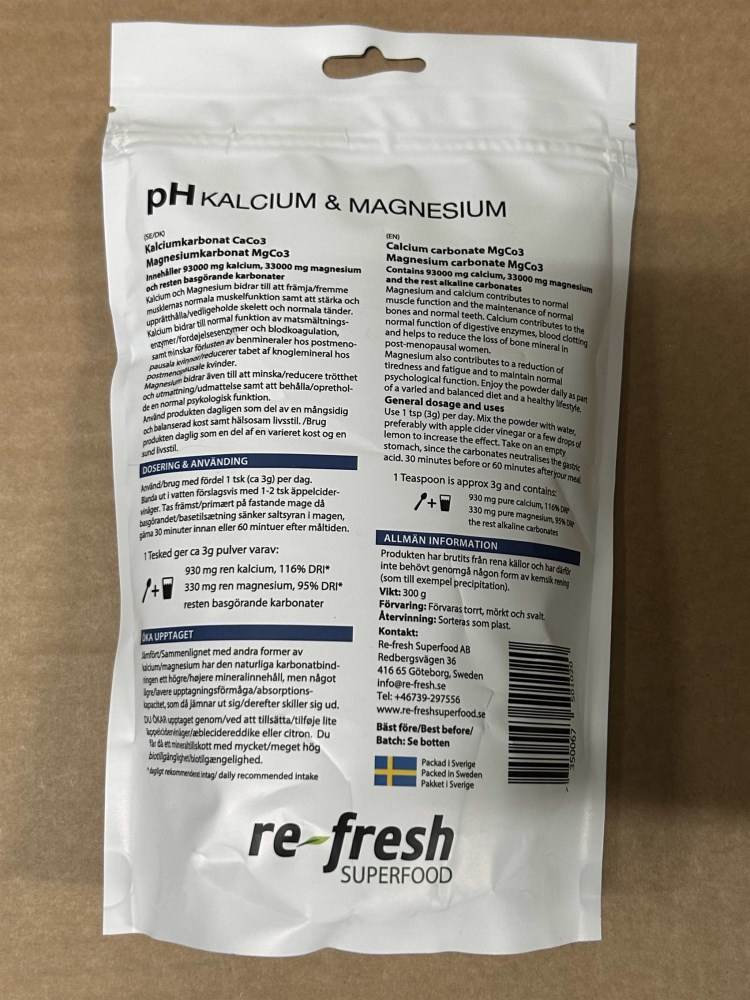 pH KALCIUM & MAGNESIUM
(SE/DK)
Kalciumkarbonat CaCo3
Magnesiumkarbonat MgCo3
Innehåller 93000 mg kalcium, 33000 mg magnesium
och resten basgörande karbonater
Kalcium och Magnesium bidrar till att främja/fremme
musklernas normala muskelfunktion samt att stärka och
upprätthålla/vedligeholde skelett och normala tänder.
Kalcium bidrar till normal funktion av matsmältnings-
enzymer/fordøjelsesenzymer och blodkoagulation,
samt minskar förlusten av benmineraler hos postmeno-
pausala kvinnor/reducerer tabet af knoglemineral hos
postmenopausale kvinder.
Magnesium bidrar även till att minska/reducere trötthet
och utmattning/udmattelse samt att behålla/oprethol-
de en normal psykologisk funktion.
Använd produkten dagligen som del av en mångsidig
och balanserad kost samt hälsosam livsstil. /Brug
produkten daglig som en del af en varieret kost og en
sund livsstil.
DOSERING & ANVÄNDING
Använd/brug med fördel 1 tsk (ca 3g) per dag.
Blanda ut i vatten förslagsvis med 1-2 tsk äppelcider-
vinäger. Tas främst/primært på fastande mage då
basgörandet/basetilsætning sänker saltsyran i magen,
gärna 30 minuter innan eller 60 mintuer efter måltiden.
1 Tesked ger ca 3g pulver varav:
930 mg ren kalcium, 116% DRI*
+
330 mg ren magnesium, 95% DRI*
resten basgörande karbonater
ÖKA UPPTAGET
Jämfört/Sammenlignet med andra former av
kalcium/magnesium har den naturliga karbonatbind-
ningen ett högre/højere mineralinnehåll, men något
lägre/lavere upptagningsförmåga/absorptions-
kapacitet, som då jämnar ut sig/derefter skiller sig ud.
DU ÖKAR upptaget genom/ved att tillsätta/tilføje lite
äppelcidervinäger/æblecidereddike eller citron. Du
får då ett mineraltillskott med mycket/meget hög
biotillgänglighet/biotilgængelighed.
*dagligt rekommenderat intag/ daily recommended intake
(EN)
Calcium carbonate MgCo3
Magnesium carbonate MgCo3
Contains 93000 mg calcium, 33000 mg magnesium
and the rest alkaline carbonates
Magnesium and calcium contributes to normal
muscle function and the maintenance of normal
bones and normal teeth. Calcium contributes to the
normal function of digestive enzymes, blood clotting
and helps to reduce the loss of bone mineral in
post-menopausal women.
Magnesium also contributes to a reduction of
tiredness and fatigue and to maintain normal
psychological function. Enjoy the powder daily as part
of a varied and balanced diet and a healthy lifestyle.
General dosage and uses
Use 1 tsp (3g) per day. Mix the powder with water,
preferably with apple cider vinegar or a few drops of
lemon to increase the effect. Take on an empty
stomach, since the carbonates neutralises the gastric
acid. 30 minutes before or 60 minutes after your meal.
1 Teaspoon is approx 3g and contains:
930 mg pure calcium, 116% DRI*
+
330 mg pure magnesium, 95% DRI*
the rest alkaline carbonates
ALLMÄN INFORMATION
Produkten har brutits från rena källor och har därför
inte behövt genomgå någon form av kemisk rening
(som till exempel precipitation).
Vikt: 300 g
Förvaring: Förvaras torrt, mörkt och svalt.
Återvinning: Sorteras som plast.
Kontakt:
Re-fresh Superfood AB
Redbergsvägen 36
416 65 Göteborg, Sweden
info@re-fresh.se
Tel: +46739-297556
www.re-freshsuperfood.se
Bäst före/Best before/
Batch: Se botten
Packad i Sverige
Packed in Sweden
Pakket i Sverige
re-fresh
SUPERFOOD